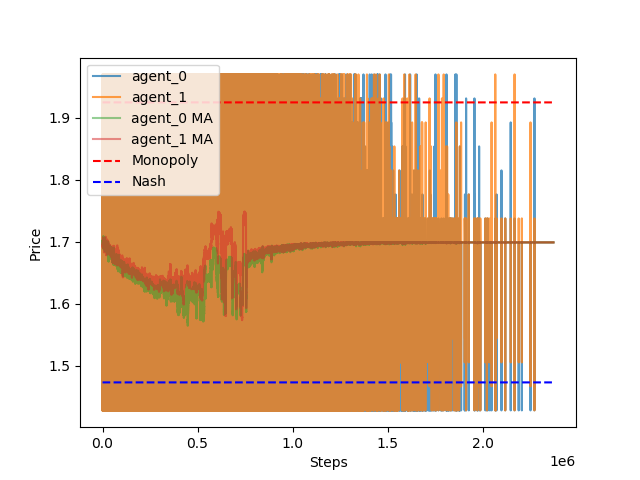 agent_0
agent_1
agent_0 MA
agent_1 MA
Monopoly
Nash
Price
1.9
1.8
1.7
1.6
1.5
0.0 0.5 1.0 1.5 2.0
Steps
1e6